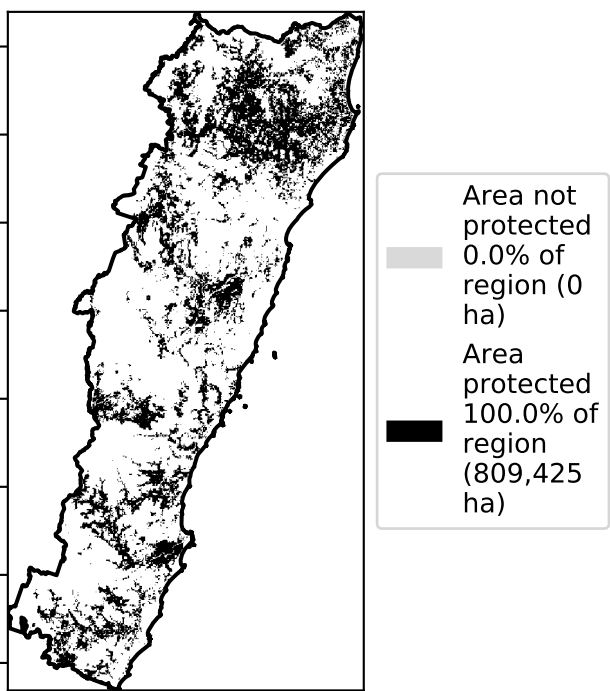 Area not
protected
0.0% of
region (0
ha)
Area
protected
100.0% of
region
(809,425
ha)